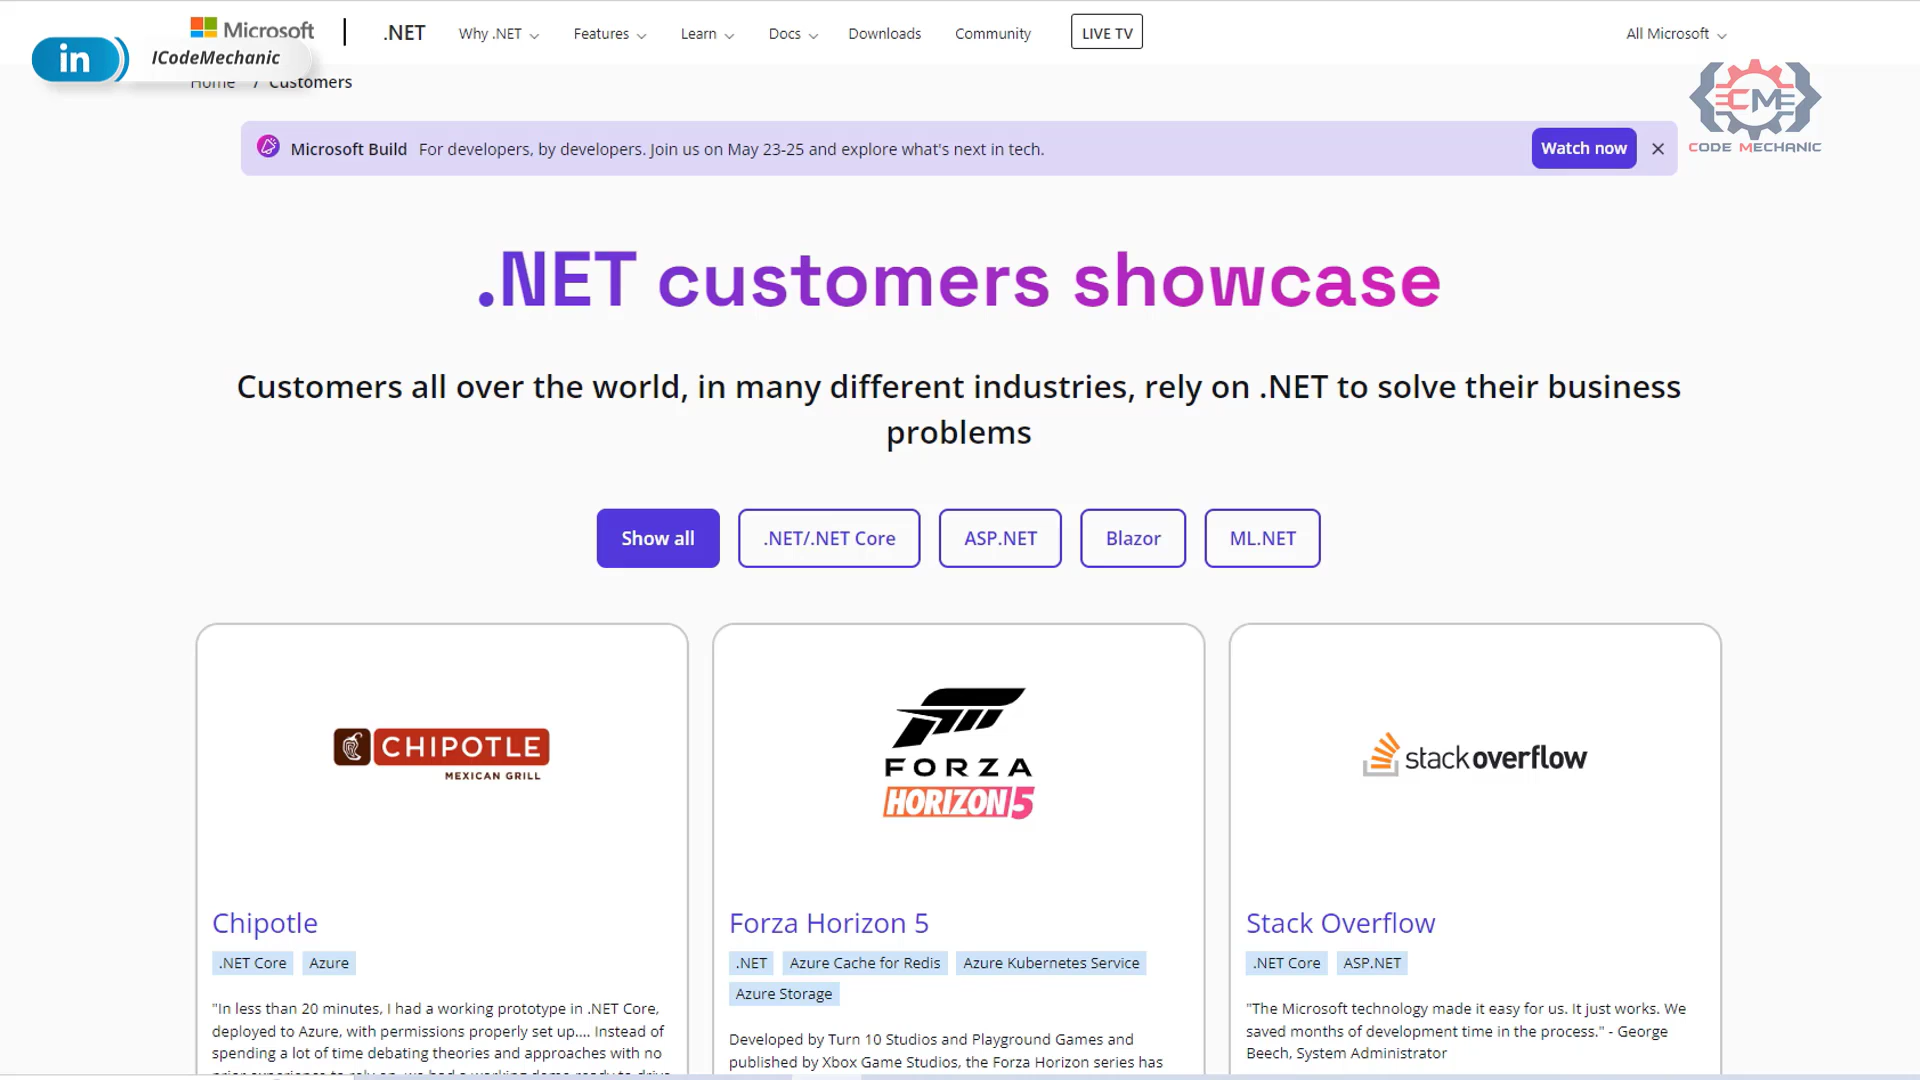 Microsoft
.NET
Why .NET
Features
Learn
Docs
Downloads
Community
LIVE TV
All Microsoft
in
ICodeMechanic
Home / Customers
CME
CODE MECHANIC
Microsoft Build For developers, by developers. Join us on May 23-25 and explore what's next in tech.
Watch now
.NET customers showcase
Customers all over the world, in many different industries, rely on .NET to solve their business
problems
Show all
.NET/.NET Core
ASP.NET
Blazor
ML.NET
CHIPOTLE
MEXICAN GRILL
Chipotle
.NET Core
Azure
"In less than 20 minutes, I had a working prototype in .NET Core,
deployed to Azure, with permissions properly set up.... Instead of
spending a lot of time debating theories and approaches with no
FORZA
HORIZON 5
Forza Horizon 5
.NET
Azure Cache for Redis
Azure Kubernetes Service
Azure Storage
Developed by Turn 10 Studios and Playground Games and
published by Xbox Game Studios, the Forza Horizon series has
stackoverflow
Stack Overflow
.NET Core
ASP.NET
"The Microsoft technology made it easy for us. It just works. We
saved months of development time in the process." - George
Beech, System Administrator